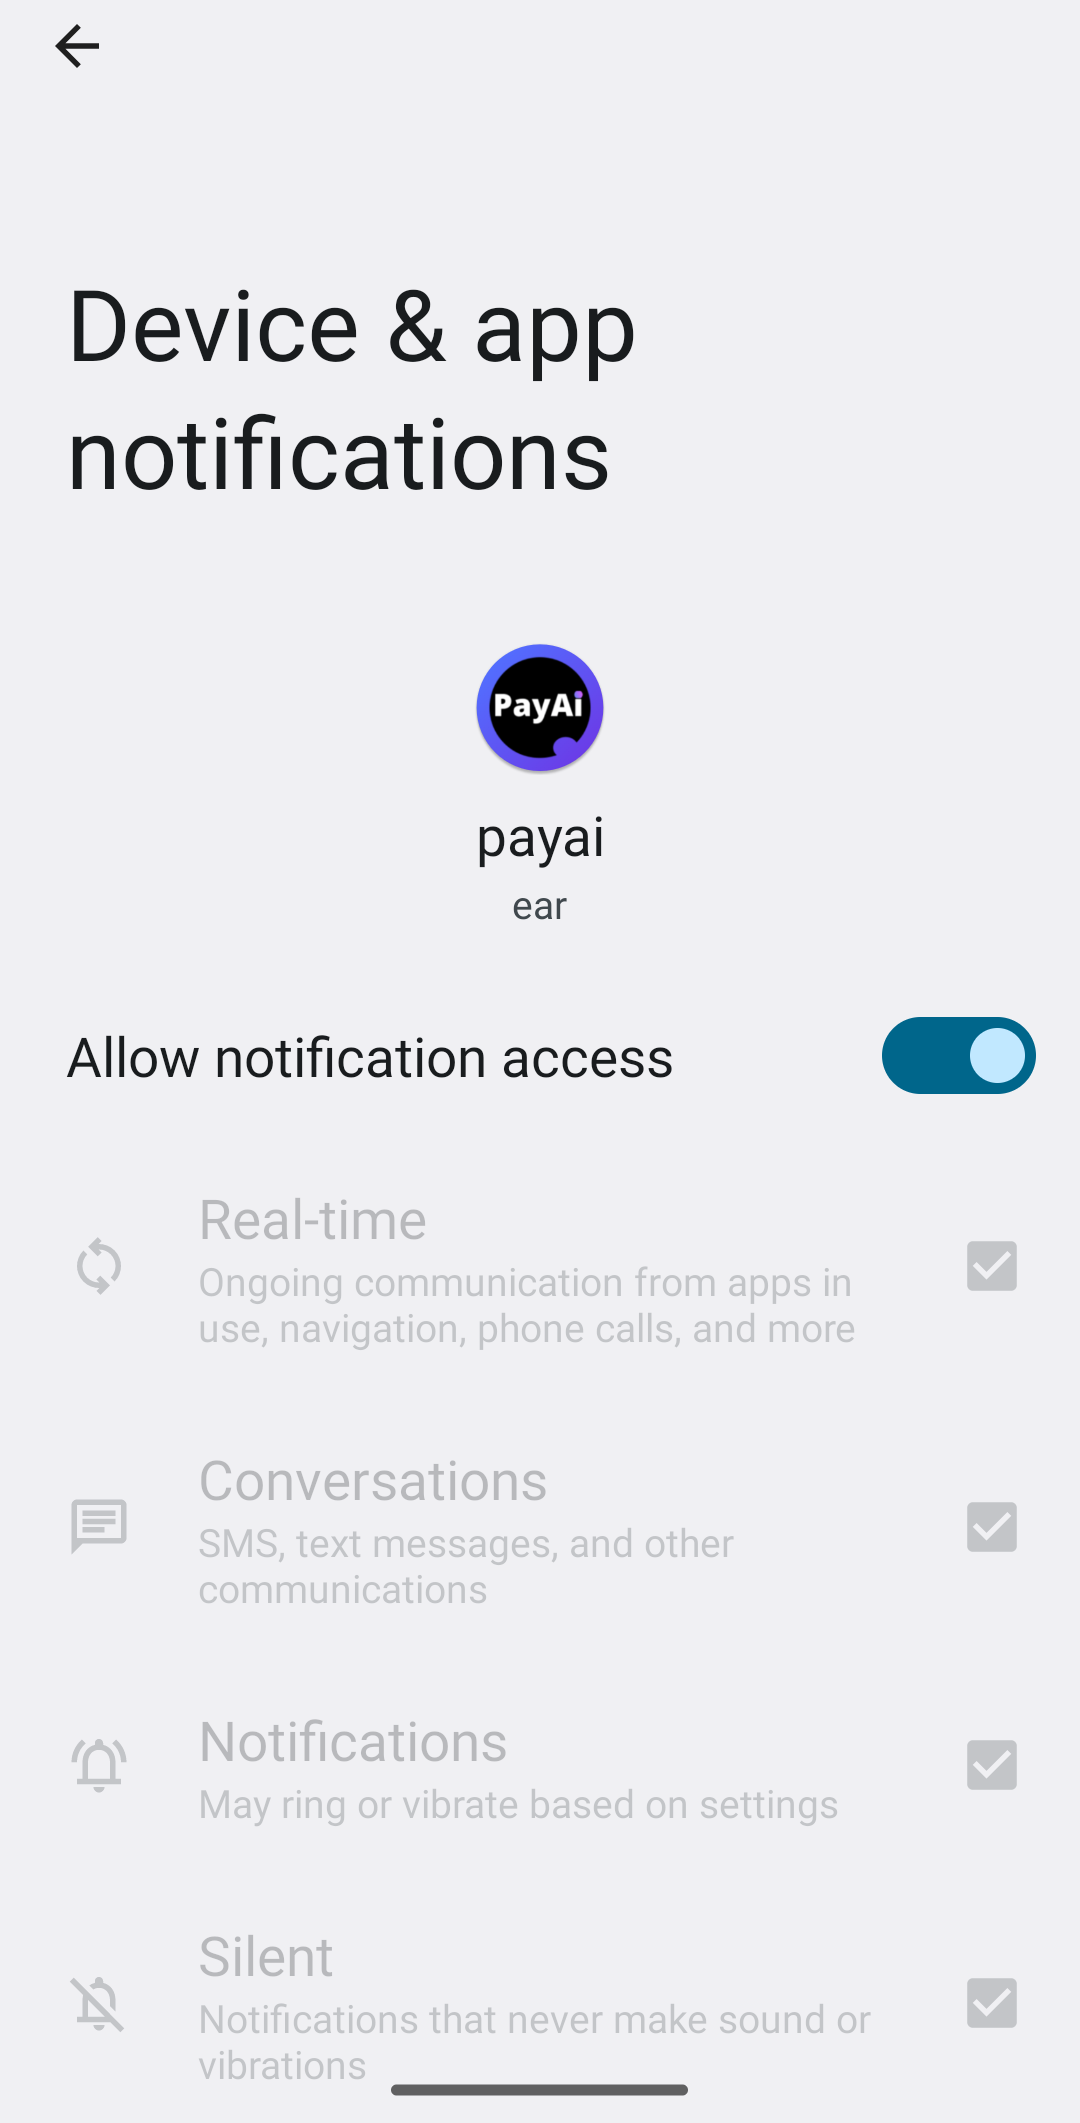 Device & app
notifications
PayAi
payai
ear
Allow notification access
Real-time
Ongoing communication from apps in
use, navigation, phone calls, and more
Conversations
SMS, text messages, and other
communications
Notifications
May ring or vibrate based on settings
Silent
Notifications that never make sound or
vibrations